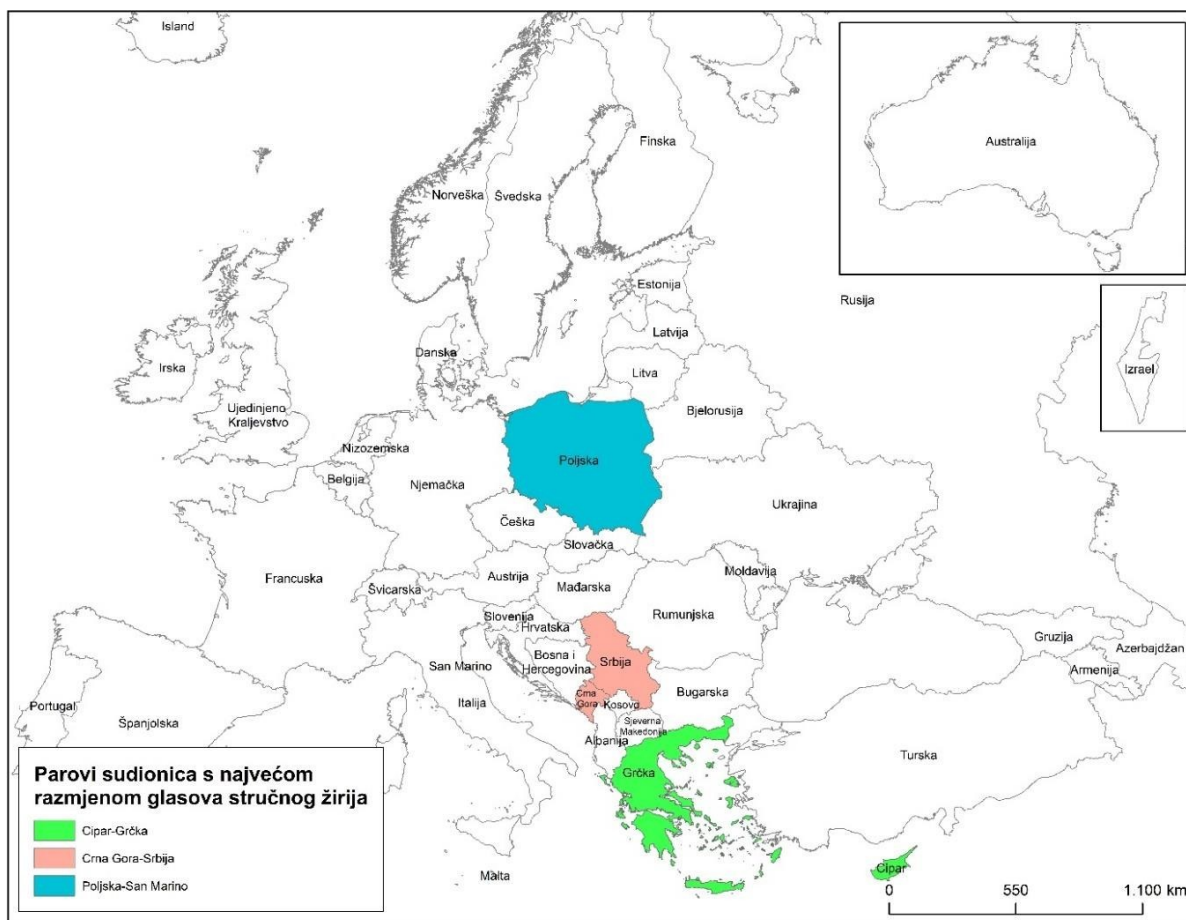 Island
Finska
Norveška
Švedska
Australija
Estonija
Rusija
Latvija
Danska
Litva
Izrael
Irska
Bjelorusija
Ujedinjeno
Kraljevstvo
Nizozemska
Poljska
Belgija
Njemačka
Ukrajina
Češka
Slovačka
Moldavija
Francuska
Austrija
Mađarska
Švicarska
Rumunjska
Slovenija
Hrvatska
Gruzija
Azerbajdžan
Bosna i
Hercegovina
Srbija
San Marino
Armenija
Crna
Gora
Kosovo
Bugarska
Portugal
Italija
Španjolska
Sjeverna
Makedonija
Albanija
Turska
Grčka
Malta
Cipar
Parovi sudionica s najvećom
razmjenom glasova stručnog žirija
Cipar-Grčka
Crna Gora-Srbija
Poljska-San Marino
0 550 1.100 km